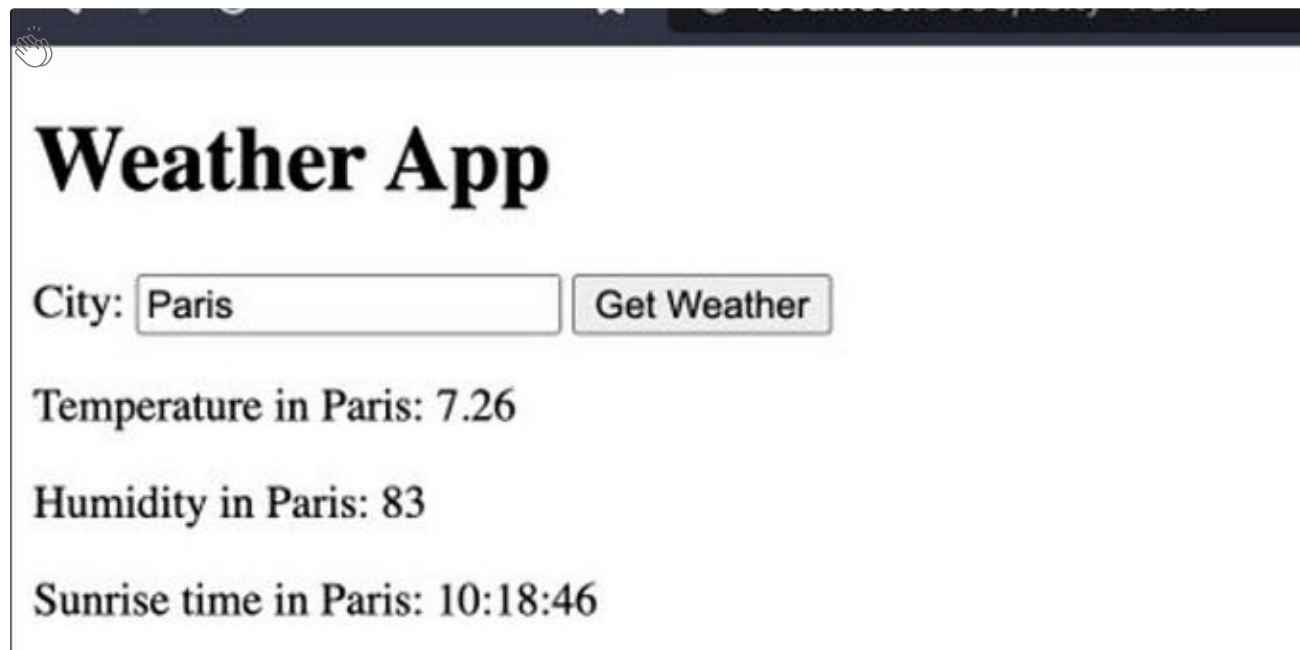 Weather App
City: Paris Get Weather
Temperature in Paris: 7.26
Humidity in Paris: 83
Sunrise time in Paris: 10:18:46